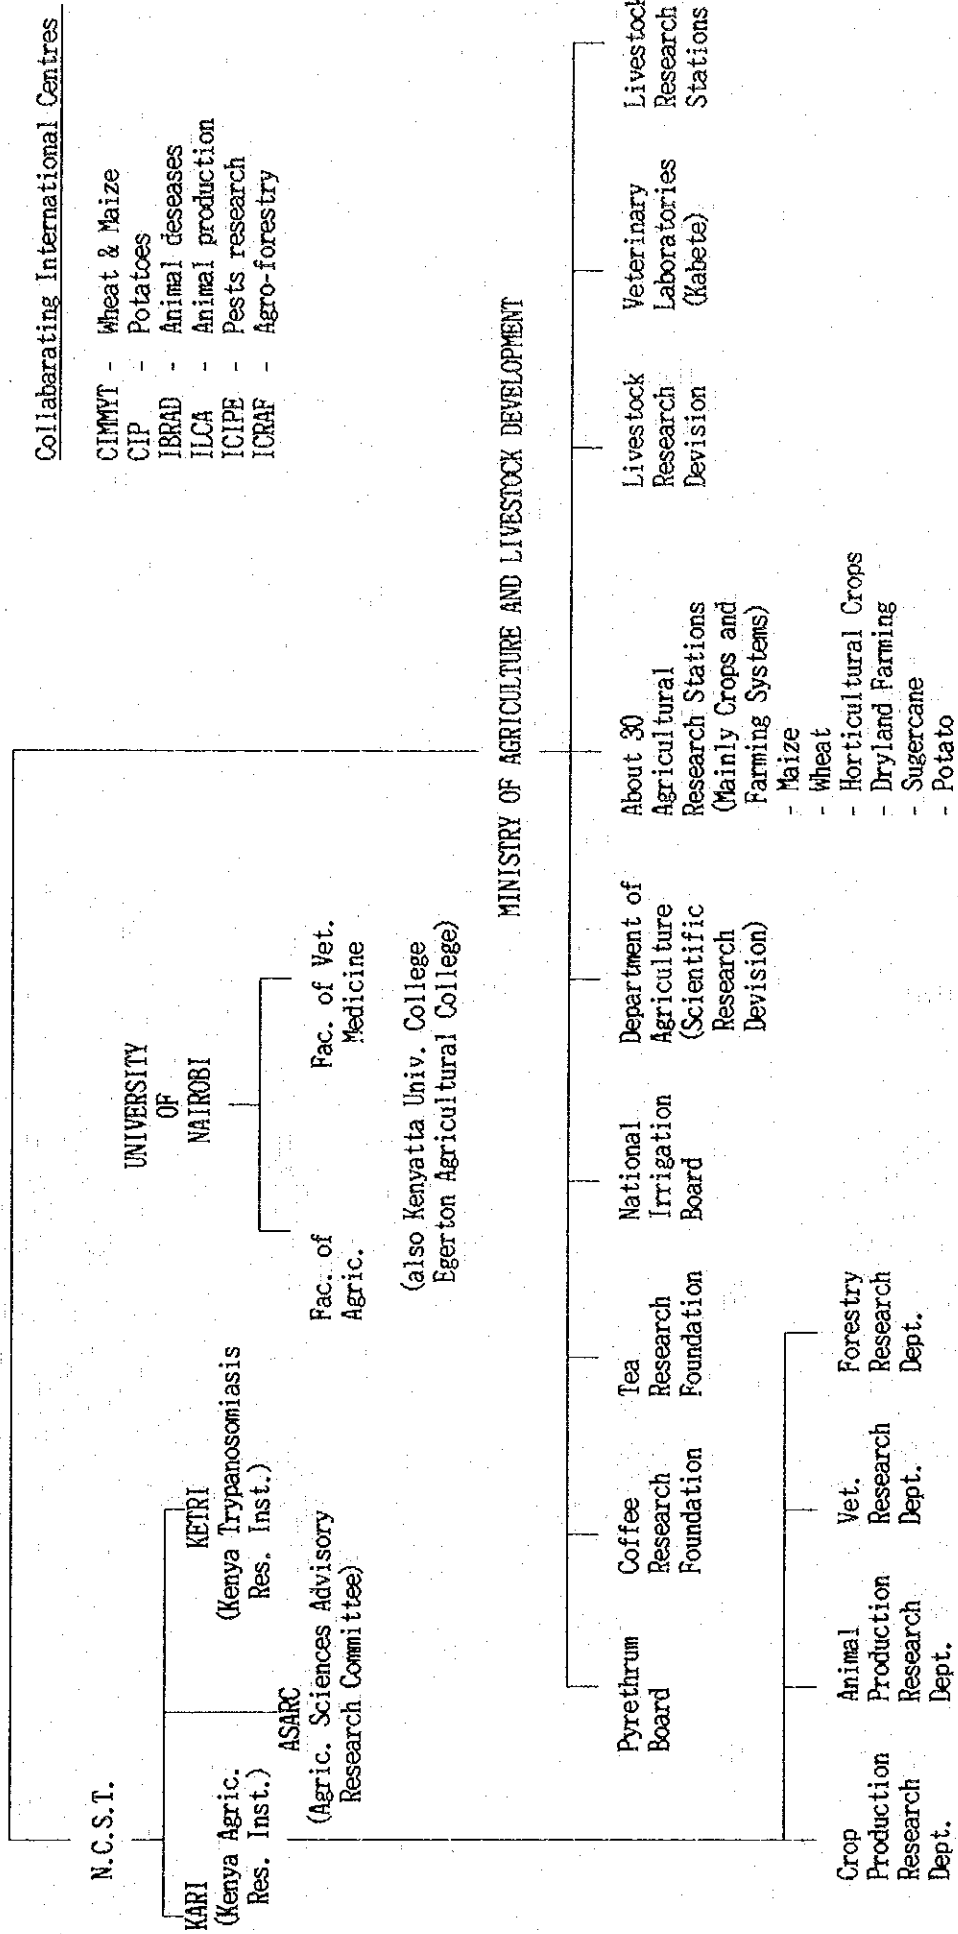 Collabarating International Centres
CIMMYT - Wheat & Maize
CIP - Potatoes
IBRAD - Animal deseases
ILCA - Animal production
ICIPE - Pests research
ICRAF - Agro-forestry
N.C.S.T.
KARI
(Kenya Agric.
Res. Inst.)
ASARC
(Agric. Sciences Advisory
Research Committee)
KETRI
(Kenya Trypanosomiasis
Res. Inst.)
UNIVERSITY
OF
NAIROBI
Fac. of
Agric.
Fac. of Vet.
Medicine
(also Kenyatta Univ. College
Egerton Agricultural College)
MINISTRY OF AGRICULTURE AND LIVESTOCK DEVELOPMENT
Pyrethrum
Board
Coffee
Research
Foundation
Tea
Research
Foundation
National
Irrigation
Board
Department of
Agriculture
(Scientific
Research
Devision)
About 30
Agricultural
Research Stations
(Mainly Crops and
Farming Systems)
- Maize
- Wheat
- Horticultural Crops
- Dryland Farming
- Sugercane
- Potato
Livestock
Research
Devision
Veterinary
Laboratories
(Kabete)
Livestock
Research
Stations
Crop
Production
Research
Dept.
Animal
Production
Research
Dept.
Vet.
Research
Dept.
Forestry
Research
Dept.